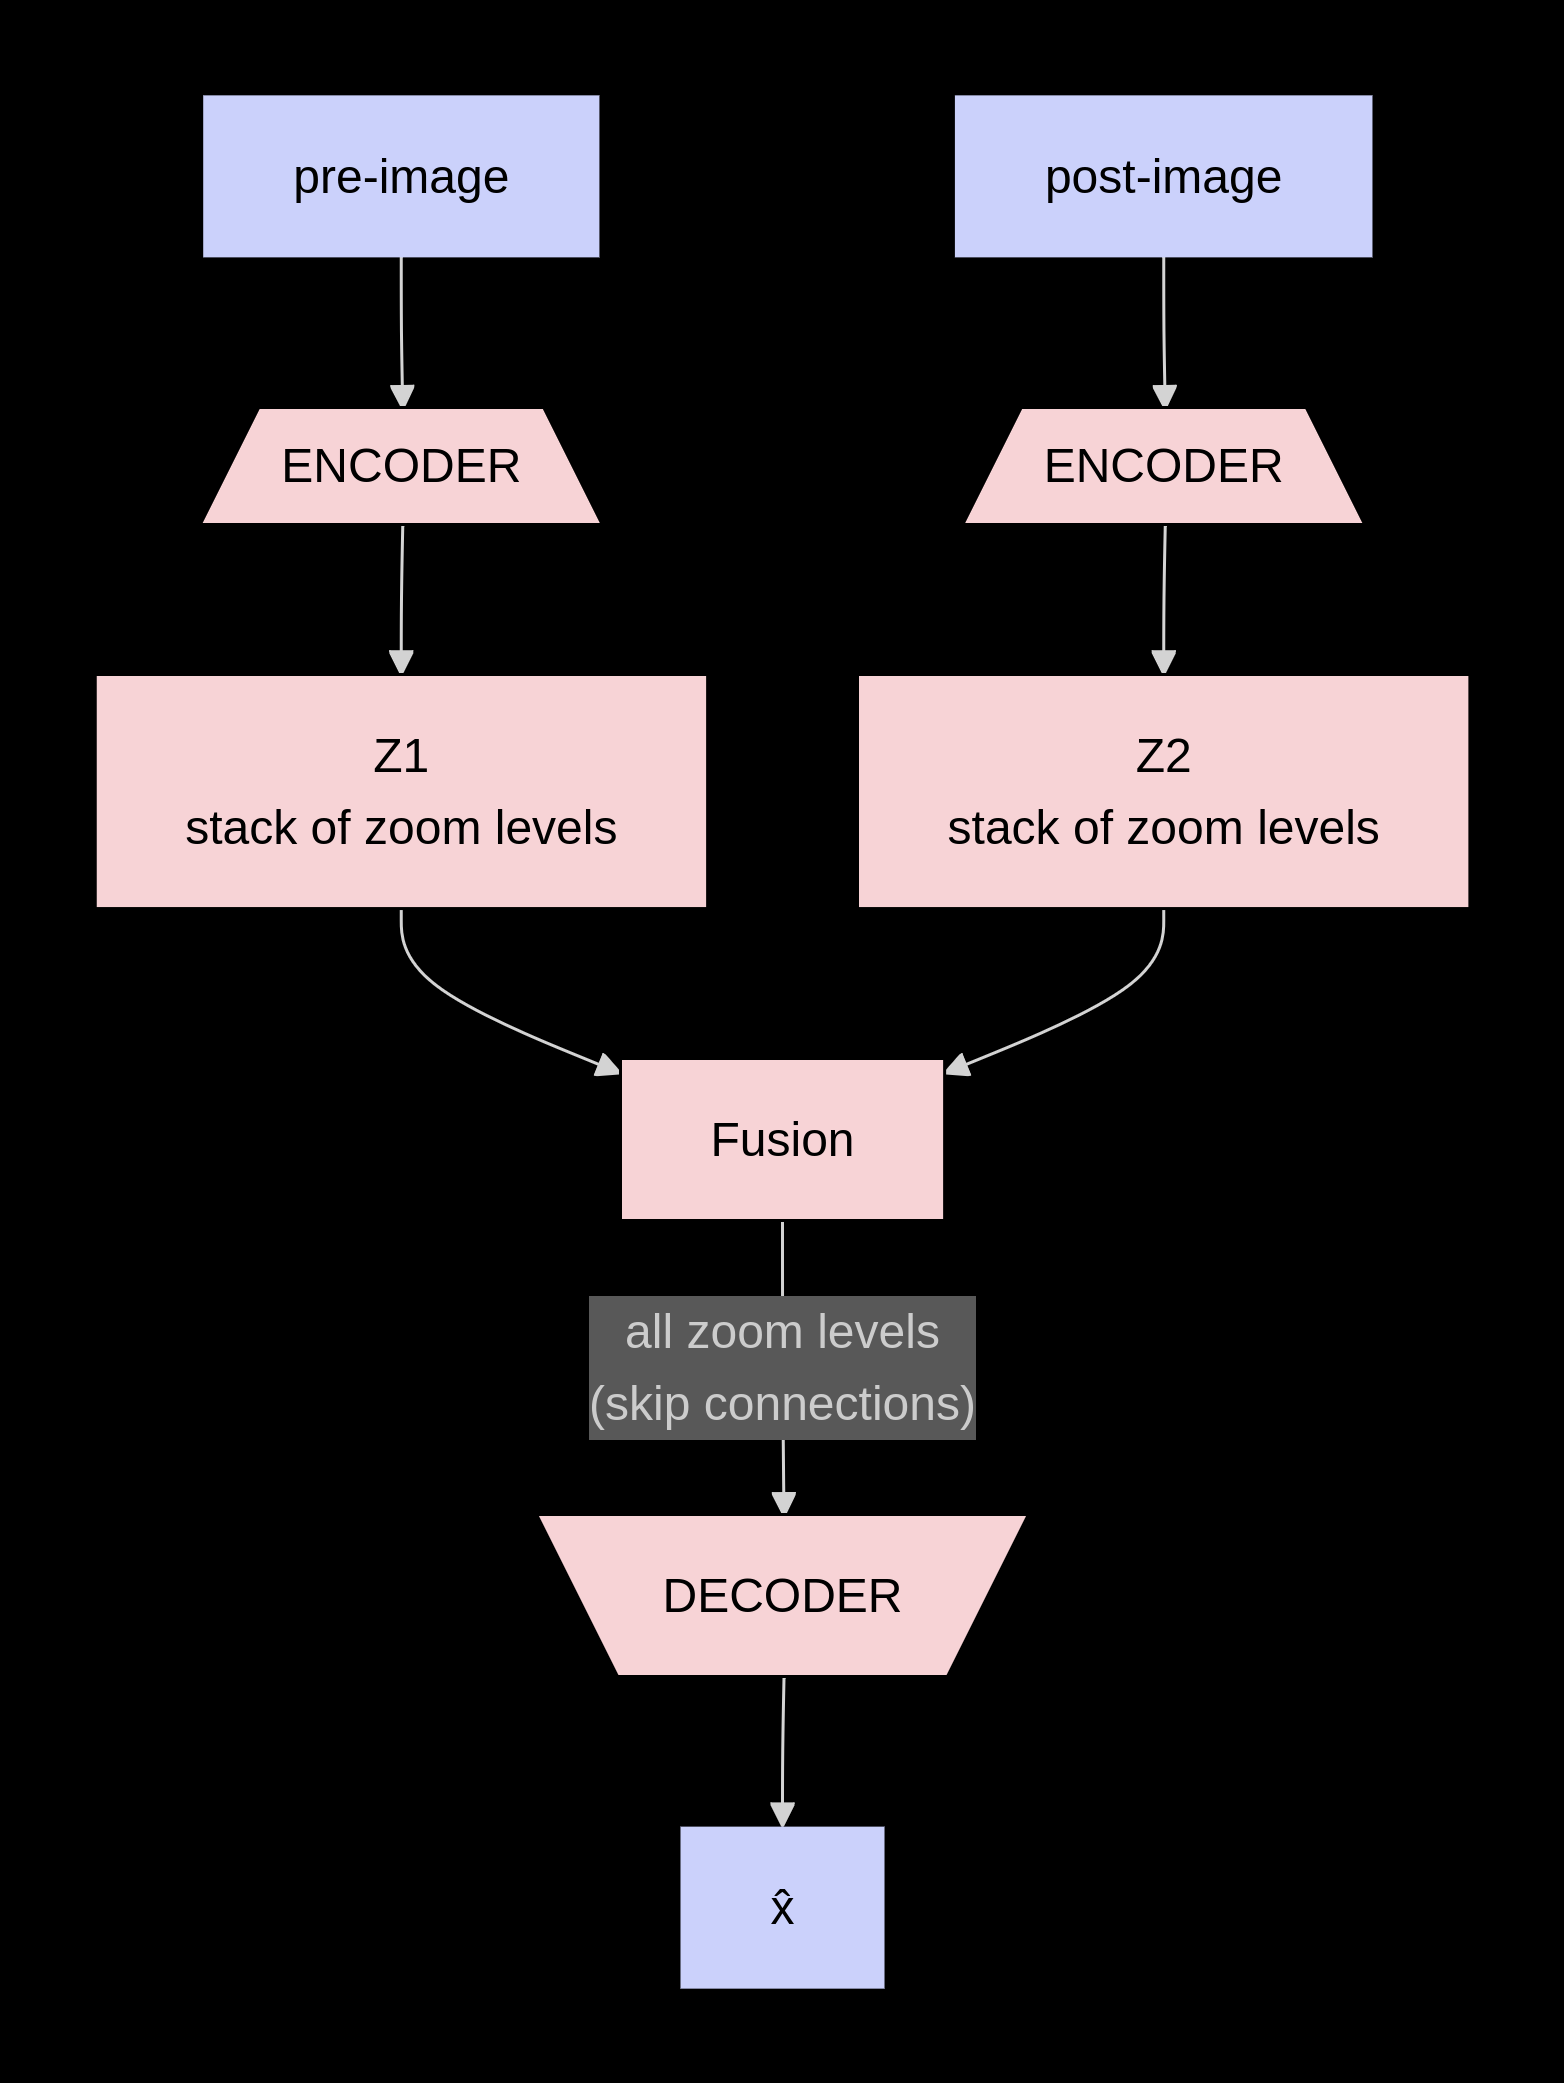 pre-image
post-image
ENCODER
ENCODER
Z1
stack of zoom levels
Z2
stack of zoom levels
Fusion
all zoom levels
(skip connections)
DECODER
x̂